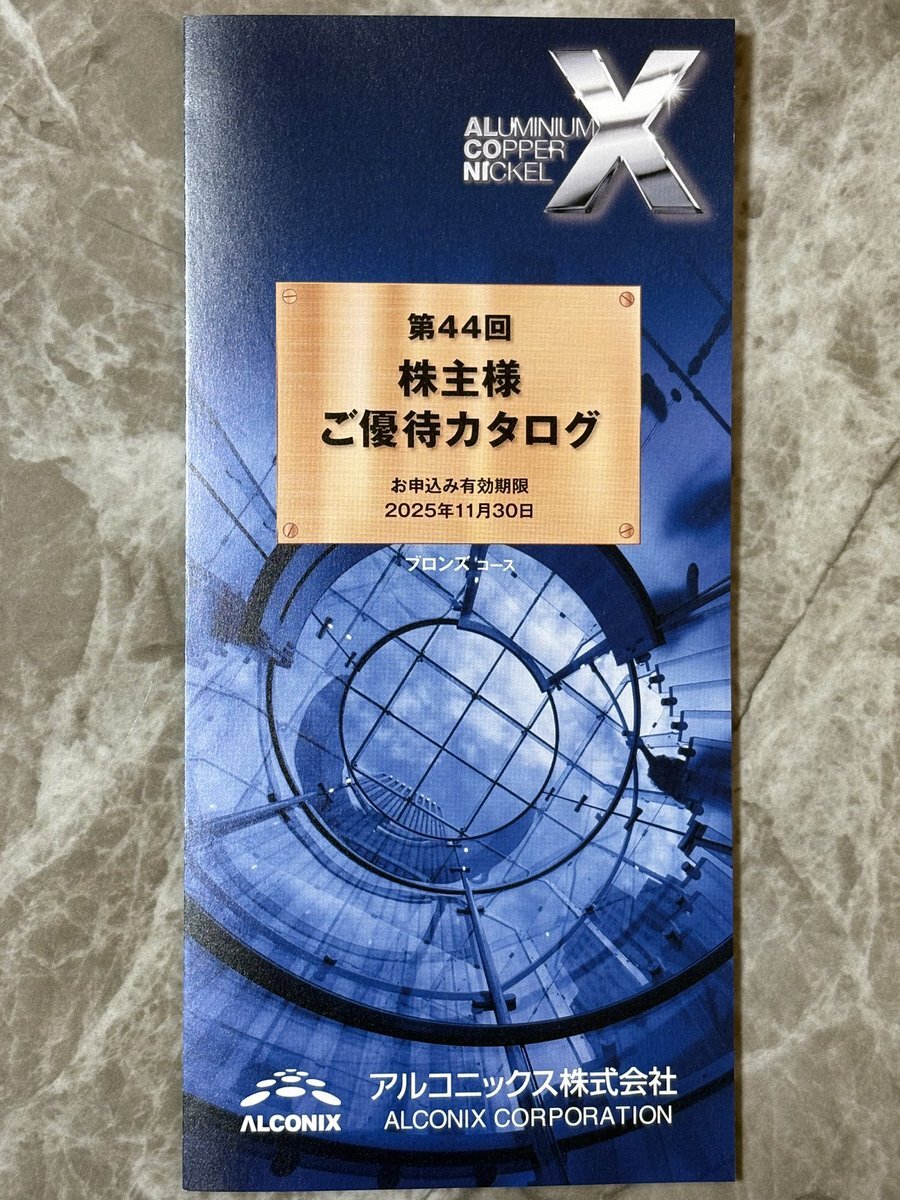 ALUMINIUM
COPPER
NICKEL
X
第44回
株主様
ご優待カタログ
お申込み有効期限
2025年11月30日
ブロンズ コース
ALCONIX
アルコニックス株式会社
ALCONIX CORPORATION